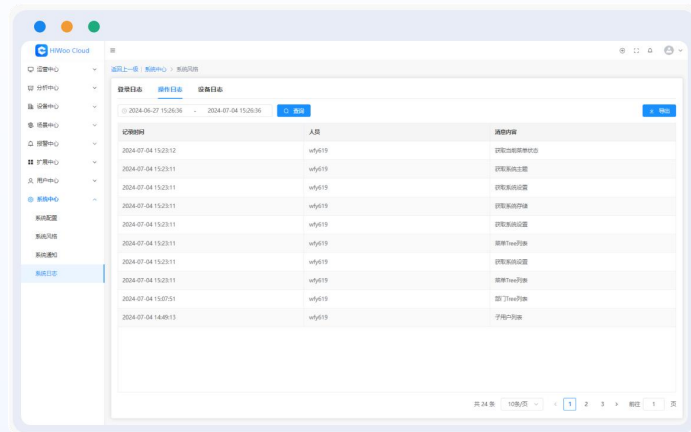 HiWoo Cloud
运营中心
分析中心
设备中心
场景中心
报警中心
扩展中心
用户中心
系统中心
系统配置
系统风格
系统通知
系统日志
返回上一级 | 系统中心 > 系统风格
登录日志 操作日志 设备日志
2024-06-27 15:26:36 - 2024-07-04 15:26:36 查询 导出
记录时间 人员 消息内容
2024-07-04 15:23:12 wfy619 获取当前菜单状态
2024-07-04 15:23:11 wfy619 获取系统主题
2024-07-04 15:23:11 wfy619 获取系统设置
2024-07-04 15:23:11 wfy619 获取系统存储
2024-07-04 15:23:11 wfy619 获取系统设置
2024-07-04 15:23:11 wfy619 菜单Tree列表
2024-07-04 15:23:11 wfy619 获取系统设置
2024-07-04 15:23:11 wfy619 菜单Tree列表
2024-07-04 15:07:51 wfy619 部门Tree列表
2024-07-04 14:49:13 wfy619 子用户列表
共 24 条 10条/页 < 1 2 3 > 前往 1 页